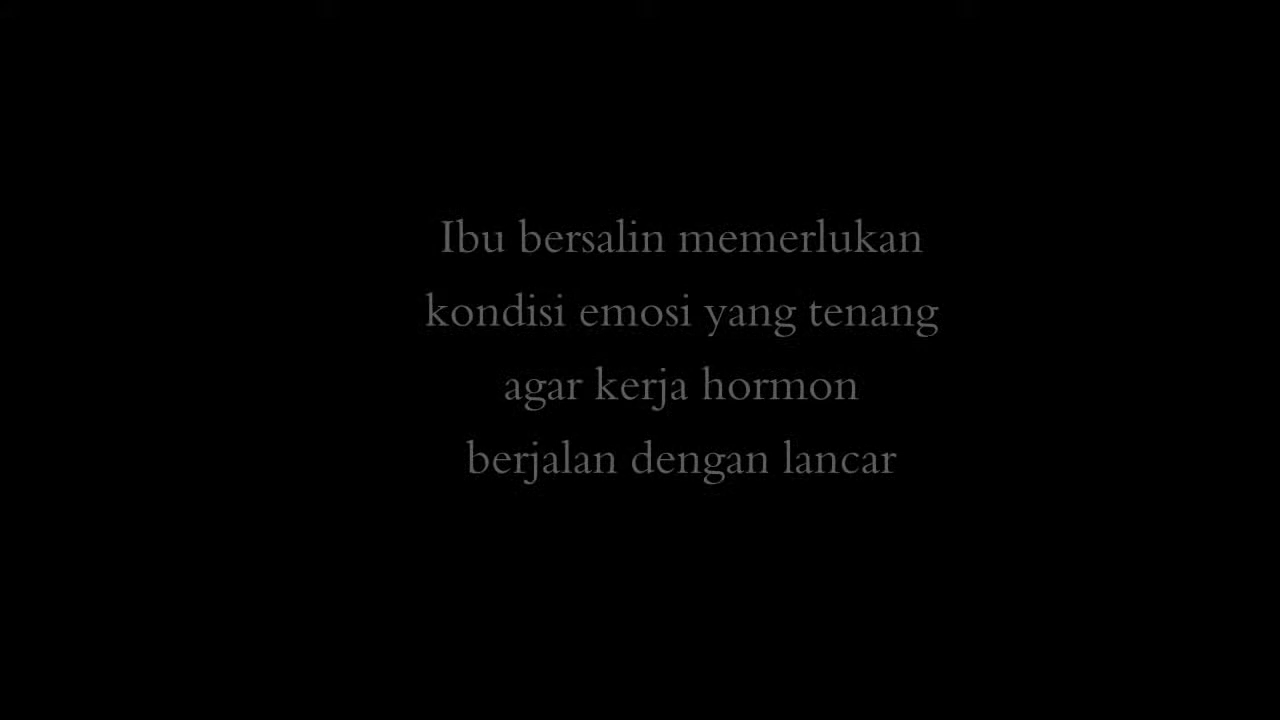 Ibu bersalin memerlukan
kondisi emosi yang tenang
agar kerja hormon
berjalan dengan lancar